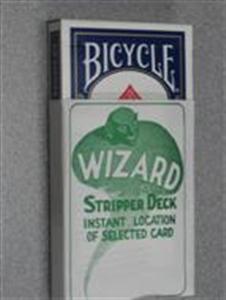 BICYCLE
WIZARD
STRIPPER DECK
INSTANT LOCATION
OF SELECTED CARD